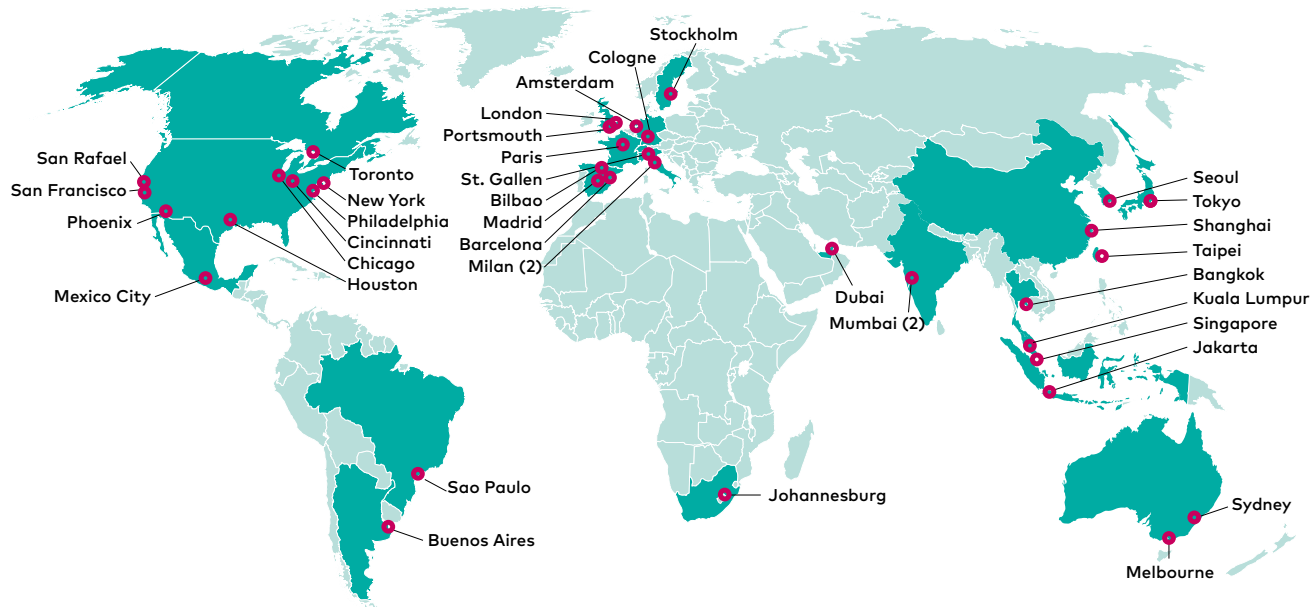 Stockholm
Cologne
Amsterdam
London
Portsmouth
Paris
St. Gallen
Bilbao
Madrid
Barcelona
Milan (2)
San Rafael
San Francisco
Phoenix
Mexico City
Toronto
New York
Philadelphia
Cincinnati
Chicago
Houston
Sao Paulo
Buenos Aires
Johannesburg
Dubai
Mumbai (2)
Seoul
Tokyo
Shanghai
Taipei
Bangkok
Kuala Lumpur
Singapore
Jakarta
Sydney
Melbourne